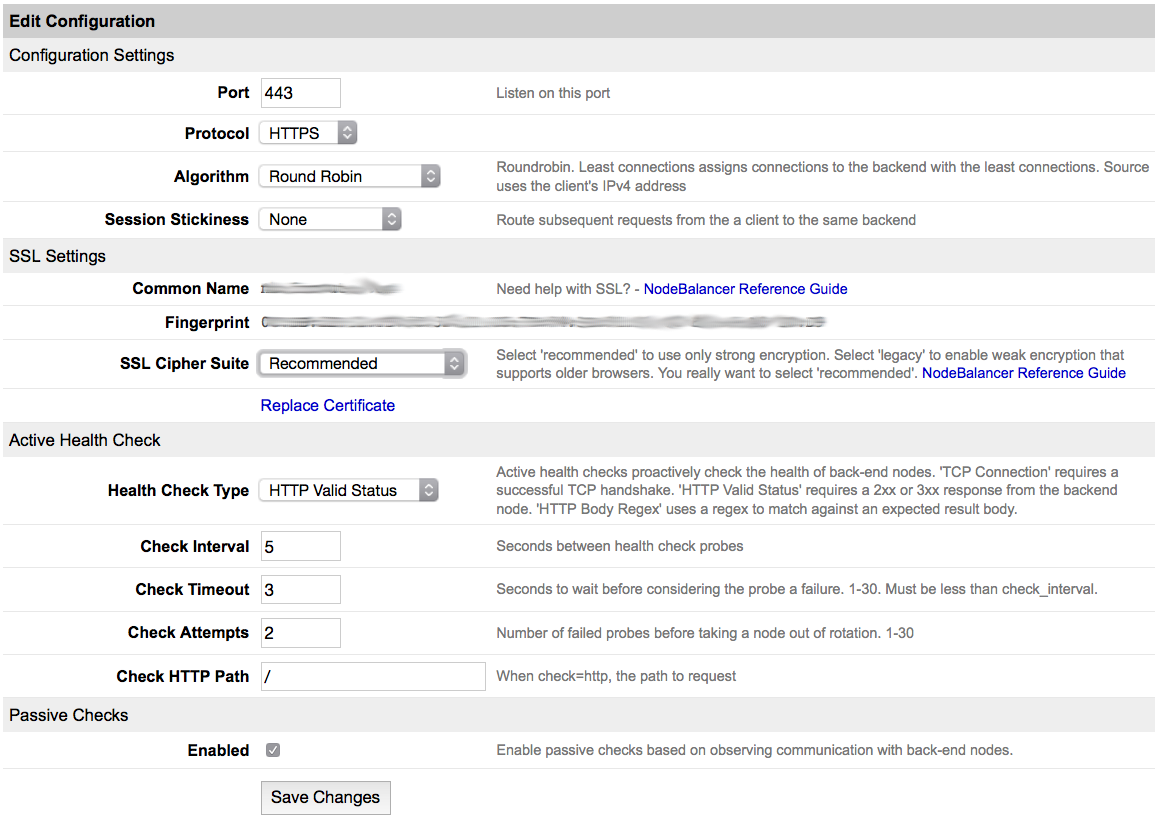 Edit Configuration
Configuration Settings
Port 443 Listen on this port
Protocol HTTPS
Algorithm Round Robin Roundrobin. Least connections assigns connections to the backend with the least connections. Source
uses the client's IPv4 address
Session Stickiness None Route subsequent requests from the a client to the same backend
SSL Settings
Common Name Need help with SSL? - NodeBalancer Reference Guide
Fingerprint
SSL Cipher Suite Recommended Select 'recommended' to use only strong encryption. Select 'legacy' to enable weak encryption that
supports older browsers. You really want to select 'recommended'. NodeBalancer Reference Guide
Replace Certificate
Active Health Check
Health Check Type HTTP Valid Status Active health checks proactively check the health of back-end nodes. 'TCP Connection' requires a
successful TCP handshake. 'HTTP Valid Status' requires a 2xx or 3xx response from the backend
node. 'HTTP Body Regex' uses a regex to match against an expected result body.
Check Interval 5 Seconds between health check probes
Check Timeout 3 Seconds to wait before considering the probe a failure. 1-30. Must be less than check_interval.
Check Attempts 2 Number of failed probes before taking a node out of rotation. 1-30
Check HTTP Path / When check=http, the path to request
Passive Checks
Enabled Enable passive checks based on observing communication with back-end nodes.
Save Changes